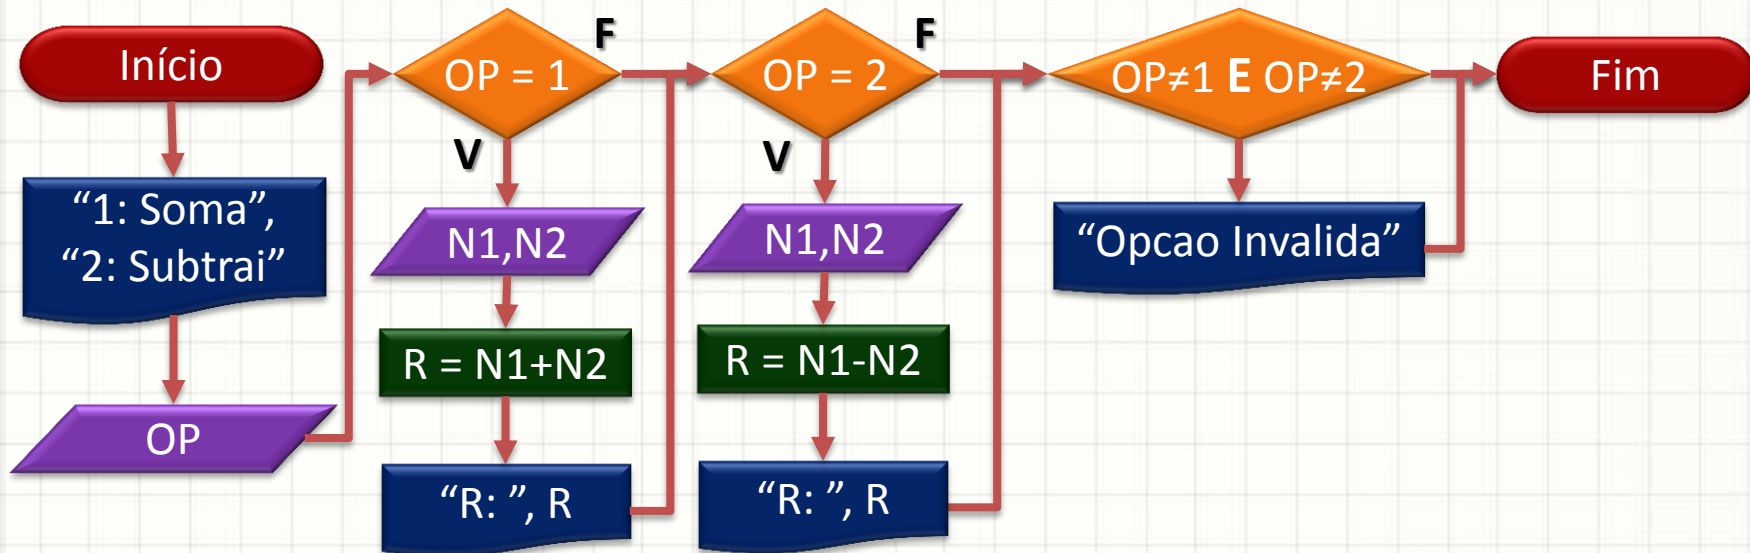 Início
“1: Soma”,
“2: Subtrai”
OP
OP = 1
F
V
N1,N2
R = N1+N2
“R: ”, R
OP = 2
F
V
N1,N2
R = N1-N2
“R: ”, R
OP≠1 E OP≠2
“Opcao Invalida”
Fim